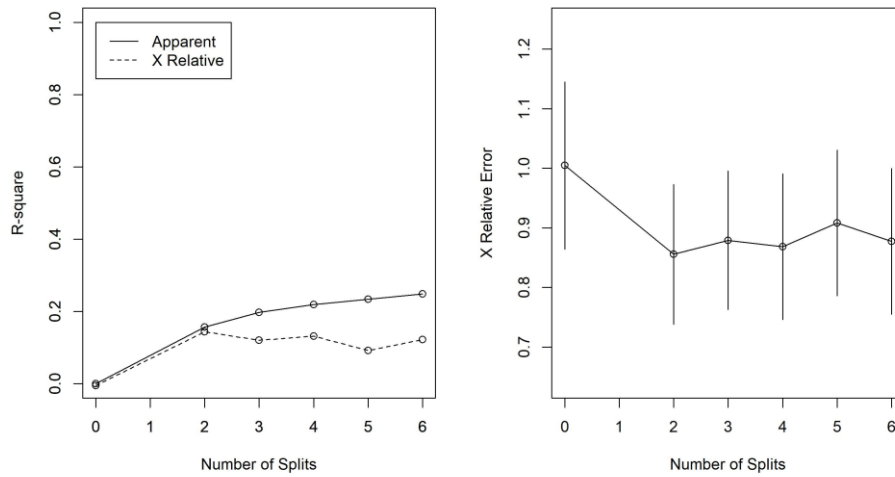 R-square
1.0
0.8
0.6
0.4
0.2
0.0
Apparent
X Relative
0 1 2 3 4 5 6
Number of Splits
X Relative Error
1.2
1.1
1.0
0.9
0.8
0.7
0 1 2 3 4 5 6
Number of Splits